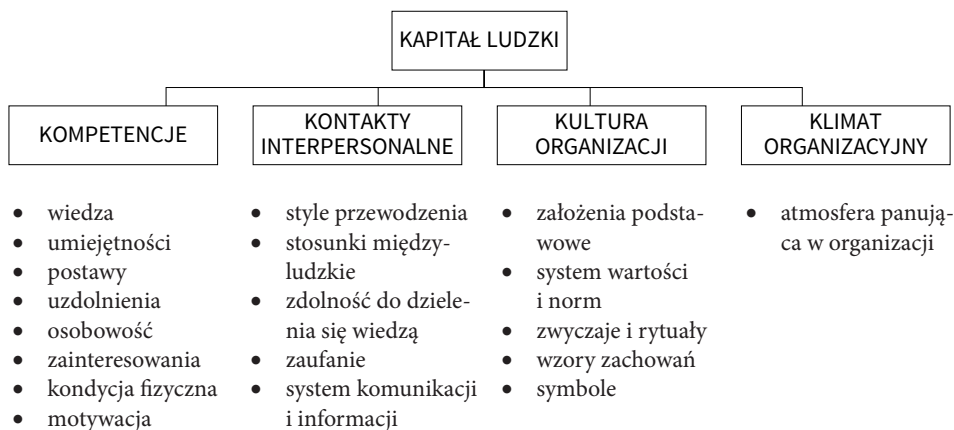 KAPITAŁ LUDZKI
KOMPETENCJE
KONTAKTY
INTERPERSONALNE
KULTURA
ORGANIZACJI
KLIMAT
ORGANIZACYJNY
• wiedza
• umiejętności
• postawy
• uzdolnienia
• osobowość
• zainteresowania
• kondycja fizyczna
• motywacja
• style przewodzenia
• stosunki między-
ludzkie
• zdolność do dziele-
nia się wiedzą
• zaufanie
• system komunikacji
i informacji
• założenia podsta-
wowe
• system wartości
i norm
• zwyczaje i rytuały
• wzory zachowań
• symbole
• atmosfera panują-
ca w organizacji